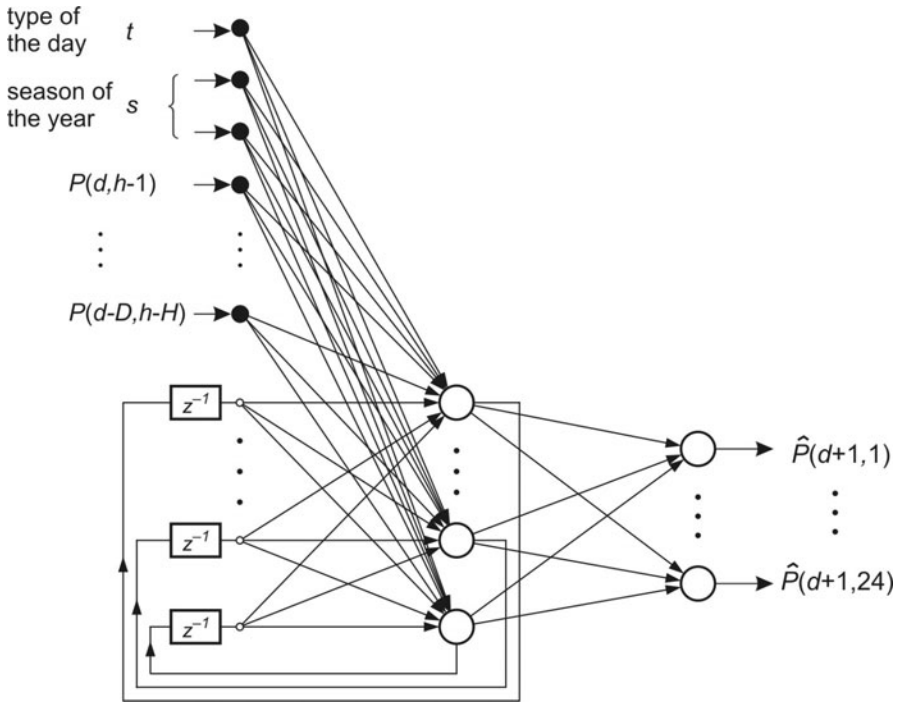 type of
the day t
season of
the year s
P(d,h-1)
P(d-D,h-H)
z⁻¹
z⁻¹
z⁻¹
P̂(d+1,1)
P̂(d+1,24)